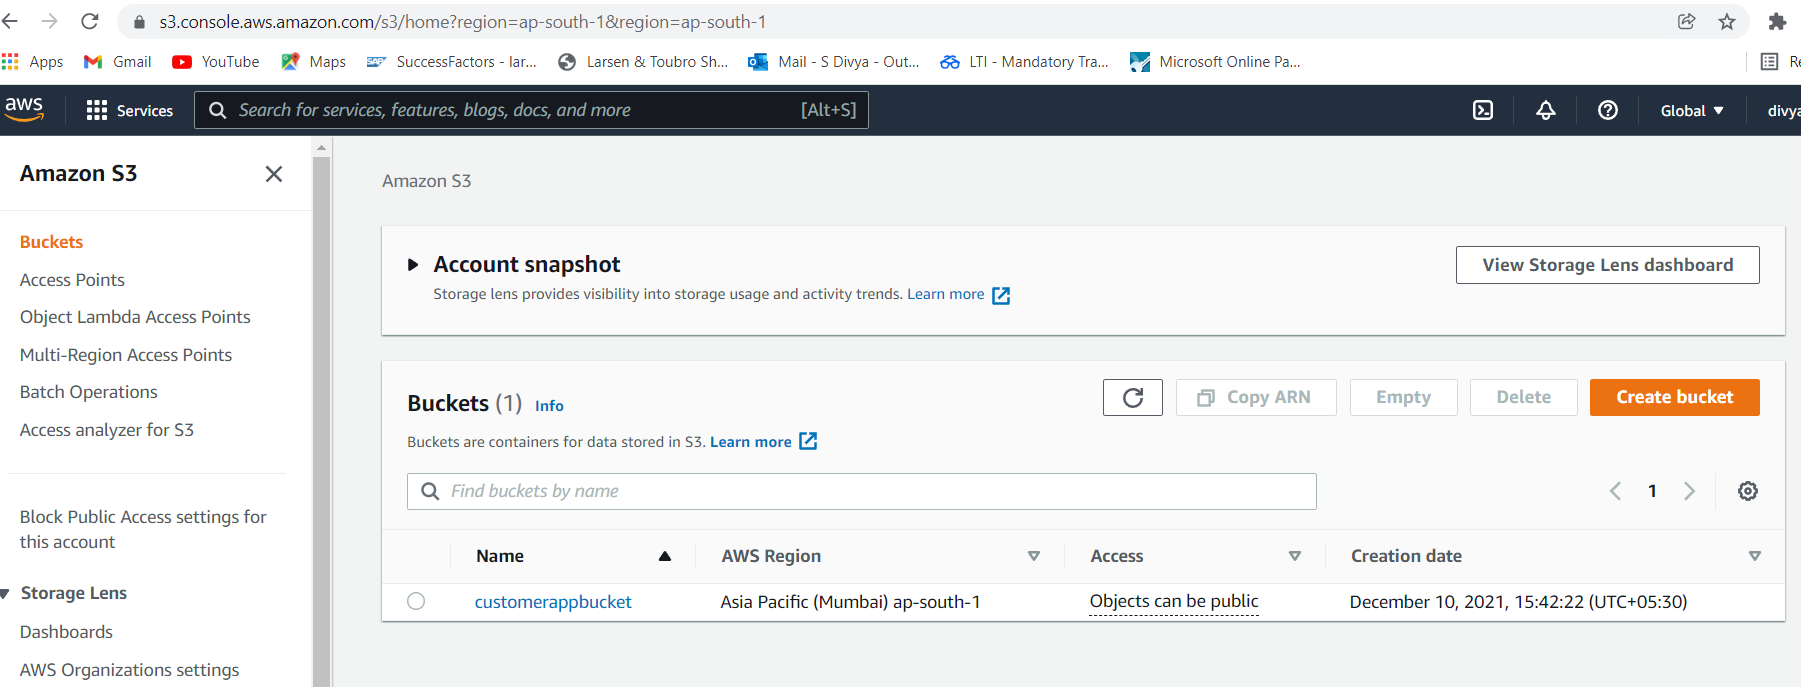 s3.console.aws.amazon.com/s3/home?region=ap-south-1&region=ap-south-1
Apps Gmail YouTube Maps SAP SuccessFactors - lar... Larsen & Toubro Sh... Mail - S Divya - Out... LTI - Mandatory Tra... Microsoft Online Pa... Re
aws Services Search for services, features, blogs, docs, and more [Alt+S] Global divya
Amazon S3
Buckets
Access Points
Object Lambda Access Points
Multi-Region Access Points
Batch Operations
Access analyzer for S3
Block Public Access settings for
this account
Storage Lens
Dashboards
AWS Organizations settings
Amazon S3
Account snapshot
View Storage Lens dashboard
Storage lens provides visibility into storage usage and activity trends. Learn more
Buckets (1) Info
Copy ARN Empty Delete Create bucket
Buckets are containers for data stored in S3. Learn more
Find buckets by name
1
Name AWS Region Access Creation date
customerappbucket Asia Pacific (Mumbai) ap-south-1 Objects can be public December 10, 2021, 15:42:22 (UTC+05:30)